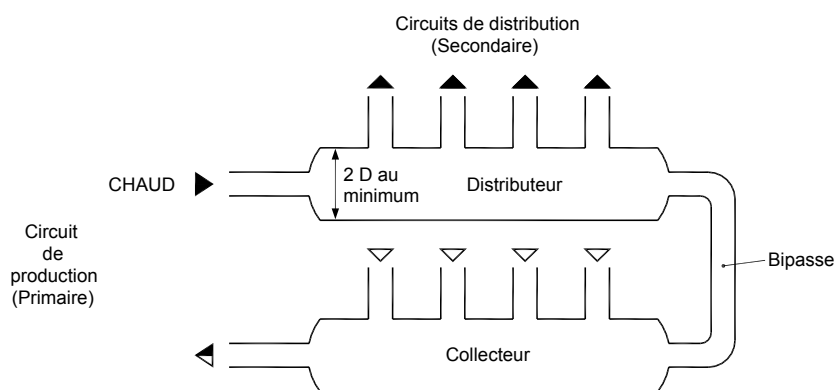 Circuits de distribution
(Secondaire)
CHAUD
2 D au
minimum
Distributeur
Circuit
de
production
(Primaire)
Bipasse
Collecteur